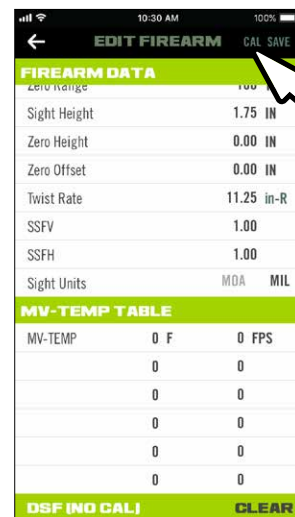 10:30 AM 100%
EDIT FIREARM CAL SAVE
FIREARM DATA
Zero Range 100
Sight Height 1.75 IN
Zero Height 0.00 IN
Zero Offset 0.00 IN
Twist Rate 11.25 in-R
SSFV 1.00
SSFH 1.00
Sight Units MOA MIL
MV-TEMP TABLE
MV-TEMP 0 F 0 FPS
0 0
0 0
0 0
0 0
0 0
DSF (NO CAL) CLEAR